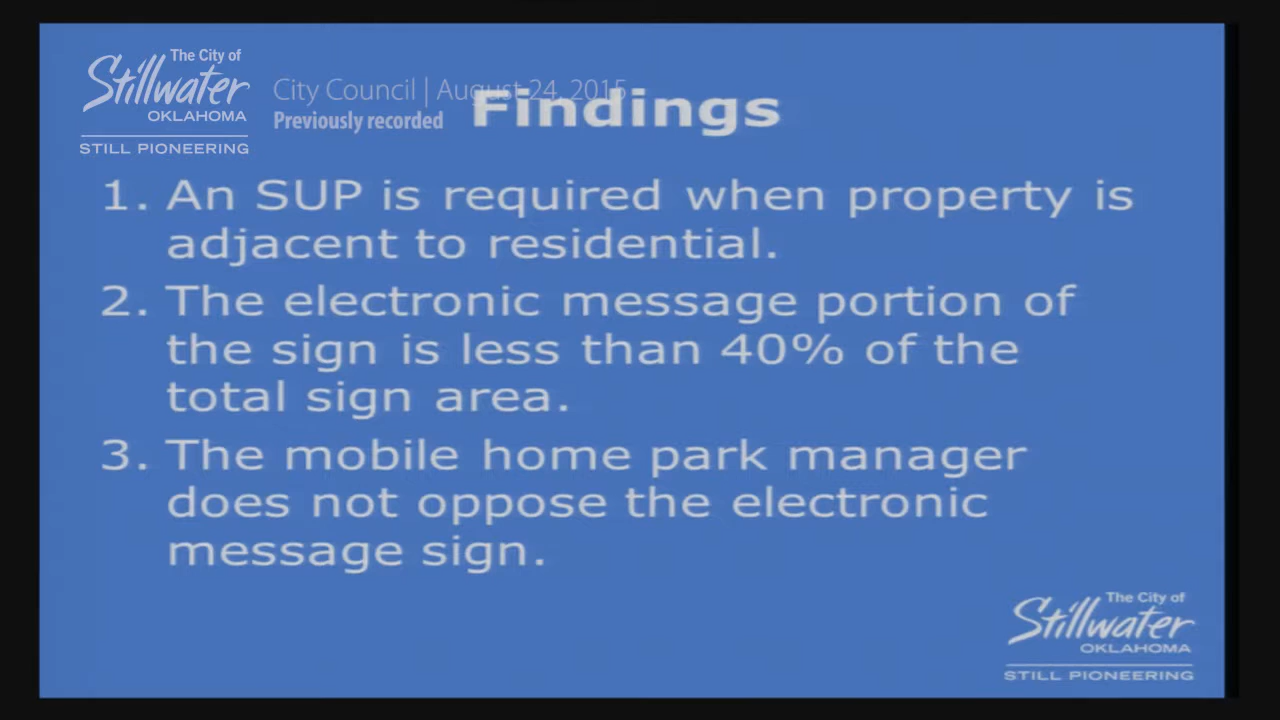 The City of
Stillwater
OKLAHOMA
STILL PIONEERING
City Council | August 24, 2015
Previously recorded
Findings
1. An SUP is required when property is
adjacent to residential.
2. The electronic message portion of
the sign is less than 40% of the
total sign area.
3. The mobile home park manager
does not oppose the electronic
message sign.
The City of
Stillwater
OKLAHOMA
STILL PIONEERING